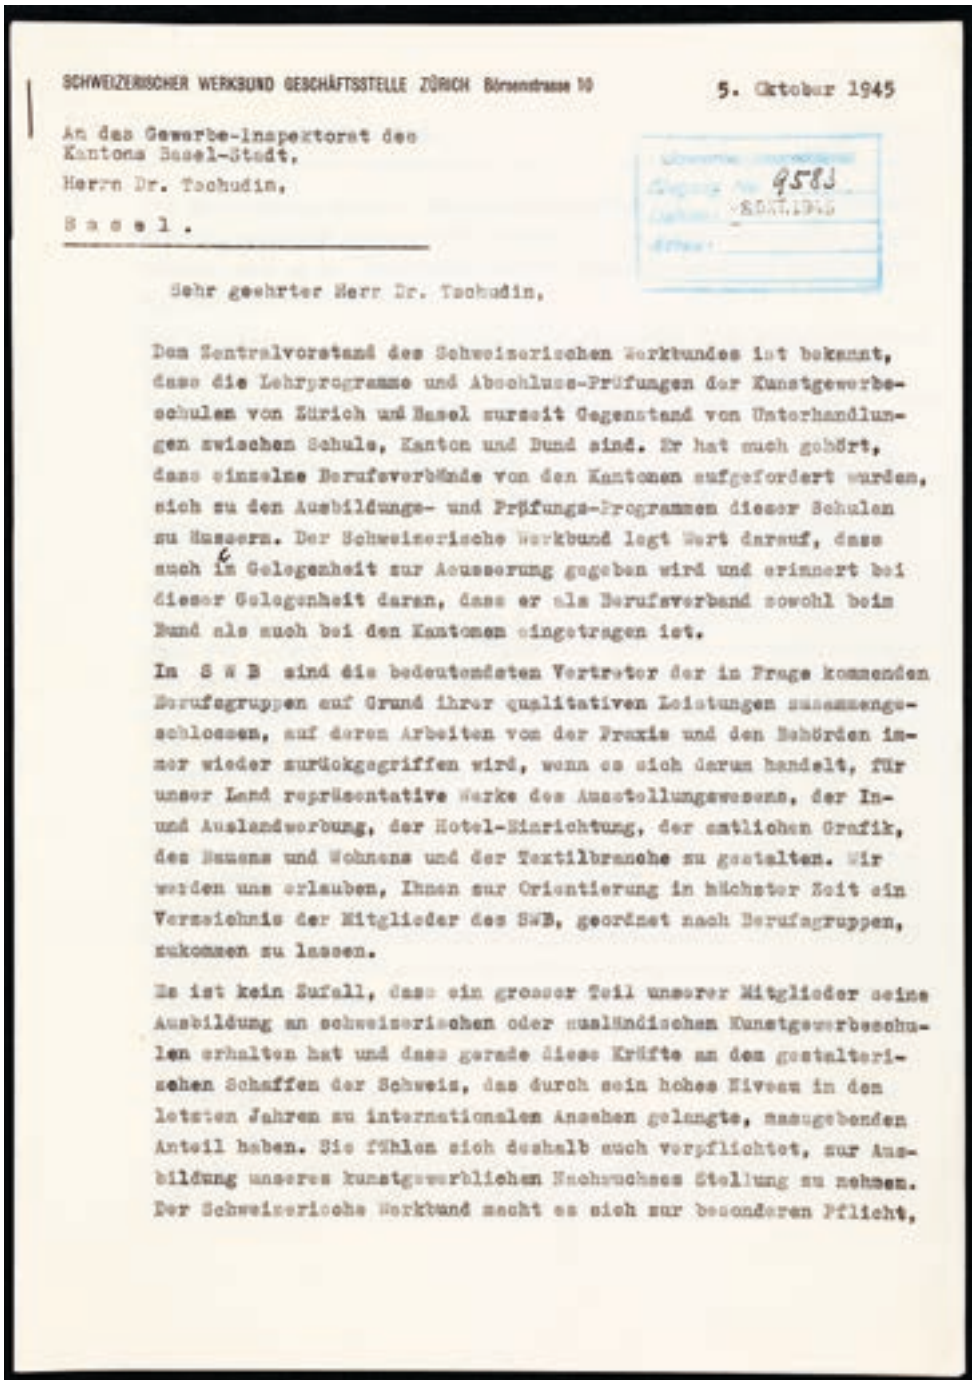 SCHWEIZERISCHER WERKBUND GESCHÄFTSSTELLE ZÜRICH Börsenstrasse 10
5. Oktober 1945
An das Gewerbe-Inspektorat des
Kantons Basel-Stadt,
Herrn Dr. Tschudin,
B a s e l .
9583
-8.OKT.1945
Sehr geehrter Herr Dr. Tschudin,
Dem Zentralvorstand des Schweizerischen Werkbundes ist bekannt,
dass die Lehrprogramme und Abschluss-Prüfungen der Kunstgewerbe-
schulen von Zürich und Basel zurzeit Gegenstand von Unterhandlun-
gen zwischen Schule, Kanton und Bund sind. Er hat auch gehört,
dass einzelne Berufsverbände von den Kantonen aufgefordert wurden,
sich zu den Ausbildungs- und Prüfungs-Programmen dieser Schulen
zu äussern. Der Schweizerische Werkbund legt Wert darauf, dass
auch Gelegenheit zur Aeusserung gegeben wird und erinnert bei
dieser Gelegenheit daran, dass er als Berufsverband sowohl beim
Bund als auch bei den Kantonen eingetragen ist.
Im S W B sind die bedeutendsten Vertreter der in Frage kommenden
Berufsgruppen auf Grund ihrer qualitativen Leistungen zusammenge-
schlossen, auf deren Arbeiten von der Praxis und den Behörden im-
mer wieder zurückgegriffen wird, wenn es sich darum handelt, für
unser Land repräsentative Werke des Ausstellungswesens, der In-
und Auslandwerbung, der Hotel-Einrichtung, der amtlichen Grafik,
des Bauens und Wohnens und der Textilbranche zu gestalten. Wir
werden uns erlauben, Ihnen zur Orientierung in nächster Zeit ein
Verzeichnis der Mitglieder des SWB, geordnet nach Berufsgruppen,
zukommen zu lassen.
Es ist kein Zufall, dass ein grosser Teil unserer Mitglieder seine
Ausbildung an schweizerischen oder ausländischen Kunstgewerbeschu-
len erhalten hat und dass gerade diese Kräfte an dem gestalteri-
schen Schaffen der Schweiz, das durch sein hohes Niveau in den
letzten Jahren zu internationalem Ansehen gelangte, massgebenden
Anteil haben. Sie fühlen sich deshalb auch verpflichtet, zur Aus-
bildung unseres kunstgewerblichen Nachwuchses Stellung zu nehmen.
Der Schweizerische Werkbund macht es sich zur besonderen Pflicht,